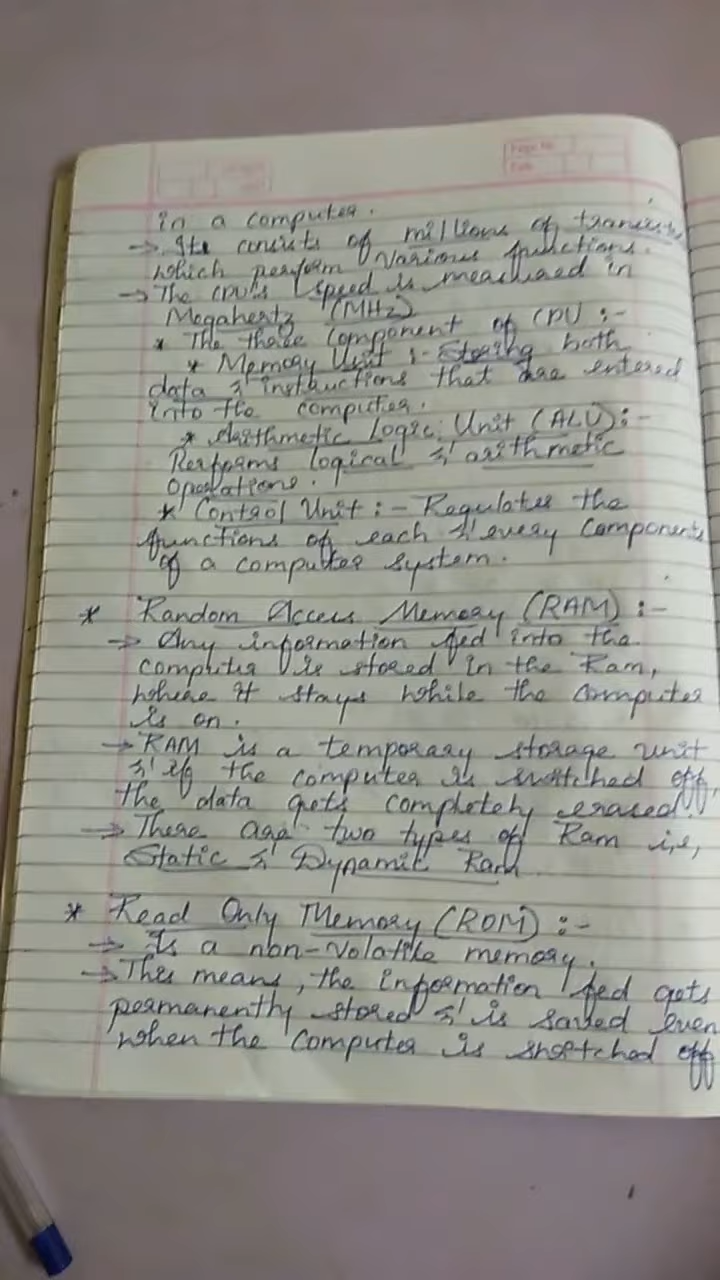 Page No.
in a computer.
→ Its consists of millions of transists
which perform various functions.
→ The CPU's speed is measured in
Megahertz (MHz)
* The three component of CPU :-
* Memory Unit :- Storing both
data & instructions that are entered
into the computer.
* Arithmetic Logic Unit (ALU):-
Performs logical & arithmetic
operations.
* Control Unit :- Regulates the
functions of each & every components
of a computer system.
* Random Access Memory (RAM) :-
→ Any information fed into the
computer is stored in the Ram,
where it stays while the computer
is on.
→ RAM is a temporary storage unit
& if the computer is switched off,
the data gets completely erased.
→ There are two types of Ram i,e,
Static & Dynamic Ram
* Read Only Memory (ROM) :-
→ Is a non-volatile memory.
→ This means, the information fed gets
permanently stored & is saved even
when the computer is switched off